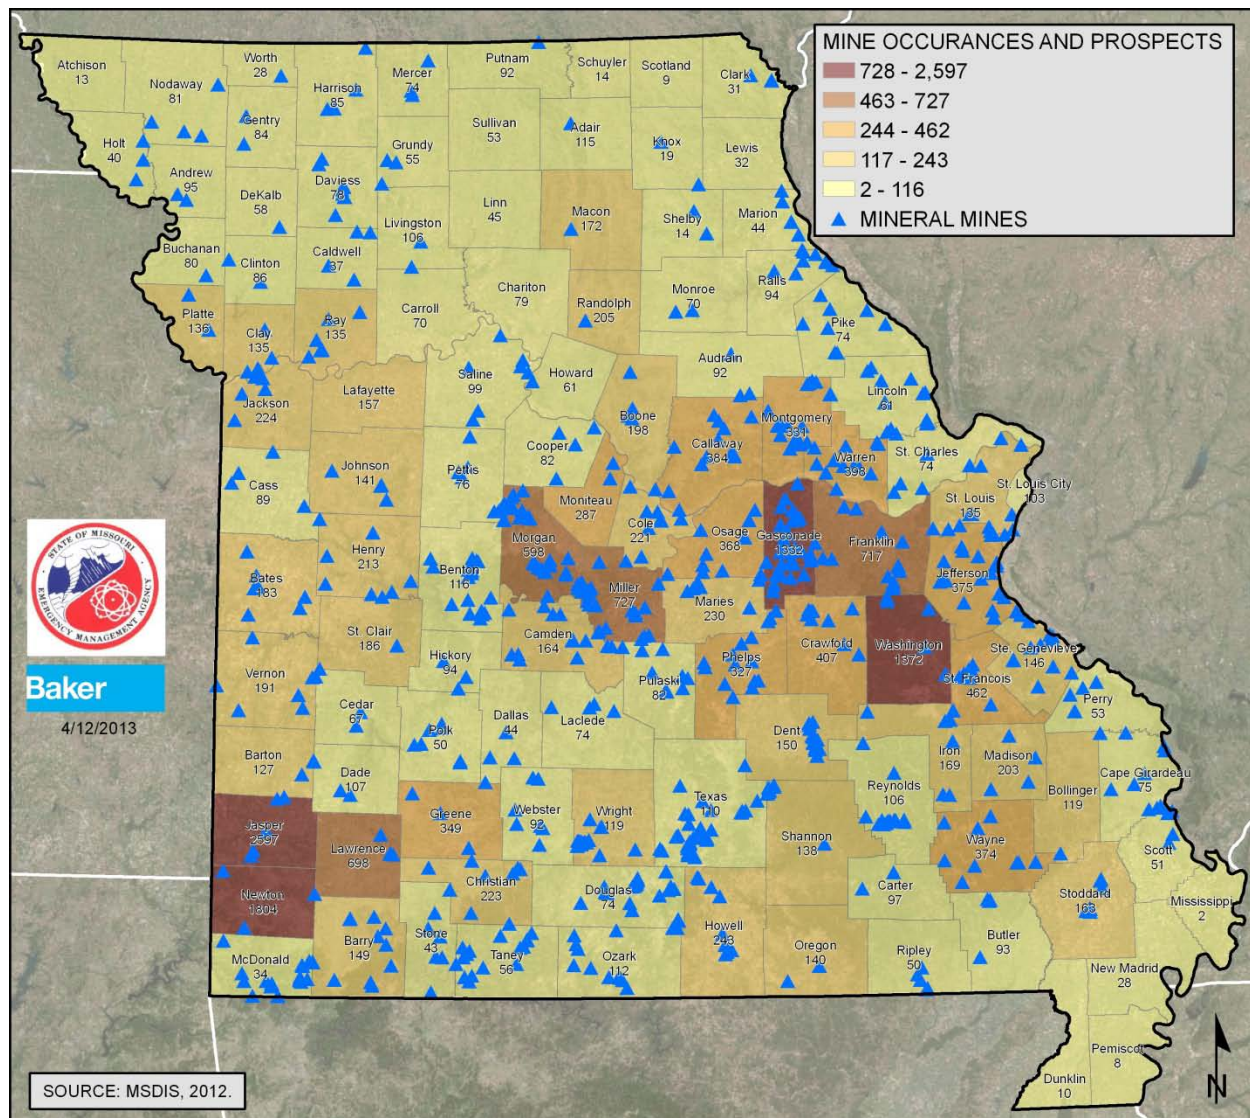 MINE OCCURANCES AND PROSPECTS
728 - 2,597
463 - 727
244 - 462
117 - 243
2 - 116
MINERAL MINES
Atchison
13
Nodaway
81
Worth
28
Harrison
85
Mercer
74
Putnam
92
Schuyler
14
Scotland
9
Clark
31
Holt
40
Andrew
95
Gentry
84
DeKalb
58
Daviess
78
Grundy
55
Sullivan
53
Adair
115
Knox
19
Lewis
32
Livingston
106
Linn
45
Macon
172
Shelby
14
Marion
44
Buchanan
80
Clinton
86
Caldwell
37
Carroll
70
Chariton
79
Randolph
205
Monroe
70
Ralls
94
Platte
136
Clay
135
Ray
135
Pike
74
Audrain
92
Saline
99
Howard
61
Lafayette
157
Jackson
224
Boone
198
Callaway
384
Montgomery
331
Lincoln
61
Warren
398
St. Charles
74
Cass
89
Johnson
141
Pettis
76
Cooper
82
Moniteau
287
Cole
221
Osage
368
Gasconade
1332
Franklin
717
St. Louis
135
St. Louis City
103
Jefferson
375
Bates
183
Henry
213
Benton
116
Morgan
598
Miller
727
Maries
230
Camden
164
St. Clair
186
Hickory
94
Pulaski
82
Phelps
327
Crawford
407
Washington
1372
Ste. Genevieve
146
St. Francois
462
Perry
53
Vernon
191
Cedar
67
Polk
50
Dallas
44
Laclede
74
Dent
150
Iron
169
Madison
203
Cape Girardeau
75
Barton
127
Dade
107
Greene
349
Webster
92
Wright
119
Texas
110
Reynolds
106
Bollinger
119
Shannon
138
Wayne
374
Scott
51
Jasper
2597
Lawrence
698
Christian
223
Douglas
74
Carter
97
Stoddard
163
Mississippi
2
Newton
1804
Barry
149
Stone
43
Taney
56
Ozark
112
Howell
243
Oregon
140
Ripley
50
Butler
93
McDonald
34
New Madrid
28
Pemiscot
8
Dunklin
10
STATE OF MISSOURI
EMERGENCY MANAGEMENT AGENCY
Baker
4/12/2013
SOURCE: MSDIS, 2012.
N